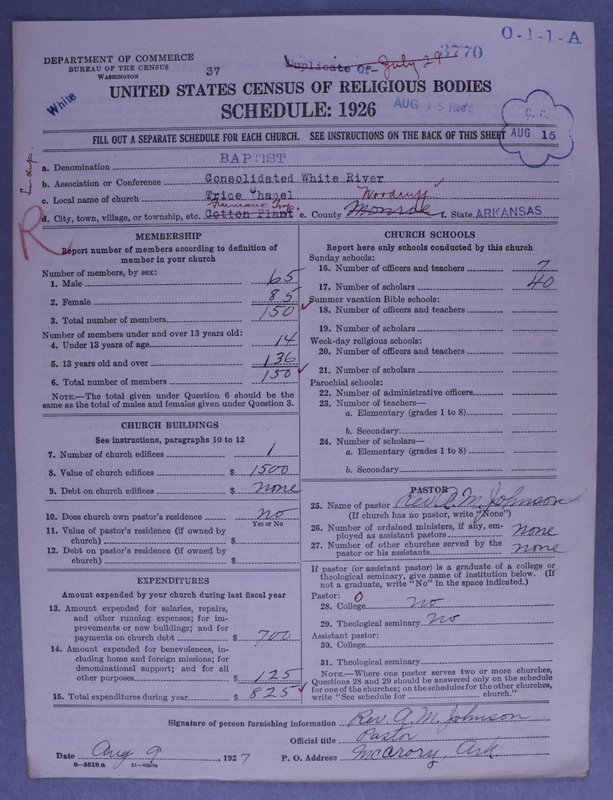 O-1-1-A
DEPARTMENT OF COMMERCE
BUREAU OF THE CENSUS
WASHINGTON
37
Duplicate Of- July 29
3770
White
UNITED STATES CENSUS OF RELIGIOUS BODIES
SCHEDULE: 1926
AUG 15 Rec'd
C. C.
AUG 15
FILL OUT A SEPARATE SCHEDULE FOR EACH CHURCH. SEE INSTRUCTIONS ON THE BACK OF THIS SHEET
a. Denomination BAPTIST
b. Association or Conference Consolidated White River
c. Local name of church Trice Chapel
Woodruff
d. City, town, village, or township, etc. Cotton Plant e. County Monroe f. State ARKANSAS
R
MEMBERSHIP
Report number of members according to definition of member in your church
Number of members, by sex:
1. Male 65
2. Female 85
3. Total number of members 150
Number of members under and over 13 years old:
4. Under 13 years of age 14
5. 13 years old and over 136
6. Total number of members 150
NOTE.—The total given under Question 6 should be the
same as the total of males and females given under Question 3.
CHURCH BUILDINGS
See instructions, paragraphs 10 to 12
7. Number of church edifices 1
8. Value of church edifices $ 1500
9. Debt on church edifices $ none
10. Does church own pastor's residence no
Yes or No
11. Value of pastor's residence (if owned by
church) $
12. Debt on pastor's residence (if owned by
church) $
EXPENDITURES
Amount expended by your church during last fiscal year
13. Amount expended for salaries, repairs,
and other running expenses; for im-
provements or new buildings; and for
payments on church debt $ 700
14. Amount expended for benevolences, in-
cluding home and foreign missions; for
denominational support; and for all
other purposes $ 125
15. Total expenditures during year $ 825
CHURCH SCHOOLS
Report here only schools conducted by this church
Sunday schools:
16. Number of officers and teachers 7
17. Number of scholars 40
Summer vacation Bible schools:
18. Number of officers and teachers
19. Number of scholars
Week-day religious schools:
20. Number of officers and teachers
21. Number of scholars
Parochial schools:
22. Number of administrative officers
23. Number of teachers—
a. Elementary (grades 1 to 8)
b. Secondary
24. Number of scholars—
a. Elementary (grades 1 to 8)
b. Secondary
PASTOR
25. Name of pastor Rev. A. M. Johnson
(If church has no pastor, write "None")
26. Number of ordained ministers, if any, em-
ployed as assistant pastors none
27. Number of other churches served by the
pastor or his assistants none
If pastor (or assistant pastor) is a graduate of a college or
theological seminary, give name of institution below. (If
not a graduate, write "No" in the space indicated.)
Pastor: 0
28. College no
29. Theological seminary no
Assistant pastor:
30. College
31. Theological seminary
NOTE.—Where one pastor serves two or more churches,
Questions 28 and 29 should be answered only on the schedule
for one of the churches; on the schedules for the other churches,
write "See schedule for church."
Signature of person furnishing information Rev. A. M. Johnson
Official title Pastor
Date Aug 9, 1927 P. O. Address McCrory, Ark
8-5518 a